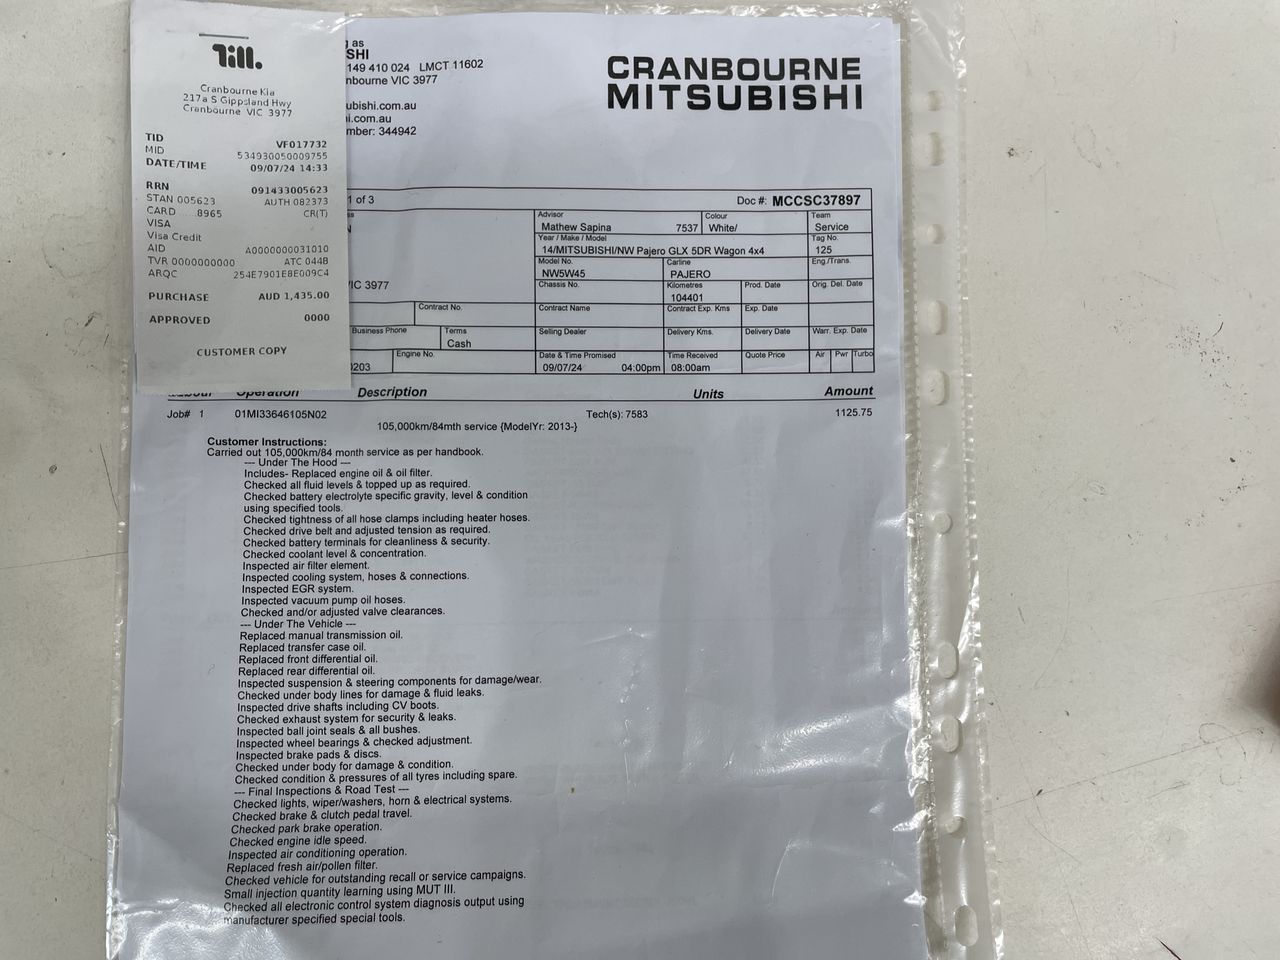 Till.
Cranbourne Kia
217a S Gippsland Hwy
Cranbourne VIC 3977
TID VF017732
MID 534930050009755
DATE/TIME 09/07/24 14:33
RRN 091433005623
STAN 005623 AUTH 082373
CARD ....8965 CR(T)
VISA
Visa Credit
AID A0000000031010
TVR 0000000000 ATC 044B
ARQC 254E7901E8E009C4
PURCHASE AUD 1,435.00
APPROVED 0000
CUSTOMER COPY
as
SHI
149 410 024 LMCT 11602
nbourne VIC 3977
ubishi.com.au
hi.com.au
mber: 344942
CRANBOURNE
MITSUBISHI
1 of 3 Doc #: MCCSC37897
Advisor Colour Team
Mathew Sapina 7537 White/ Service
Year / Make / Model Tag No.
14/MITSUBISHI/NW Pajero GLX 5DR Wagon 4x4 125
Model No. Carline Eng./Trans.
NW5W45 PAJERO
VIC 3977 Chassis No. Kilometres Prod. Date Orig. Del. Date
104401
Contract No. Contract Name Contract Exp. Kms Exp. Date
Business Phone Terms Selling Dealer Delivery Kms. Delivery Date Warr. Exp. Date
Cash
Engine No. Date & Time Promised Time Received Quote Price Air Pwr Turbo
0203 09/07/24 04:00pm 08:00am
Operation Description Units Amount
Job# 1 01MI33646105N02 Tech(s): 7583 1125.75
105,000km/84mth service {ModelYr: 2013-}
Customer Instructions:
Carried out 105,000km/84 month service as per handbook.
--- Under The Hood ---
Includes- Replaced engine oil & oil filter.
Checked all fluid levels & topped up as required.
Checked battery electrolyte specific gravity, level & condition
using specified tools.
Checked tightness of all hose clamps including heater hoses.
Checked drive belt and adjusted tension as required.
Checked battery terminals for cleanliness & security.
Checked coolant level & concentration.
Inspected air filter element.
Inspected cooling system, hoses & connections.
Inspected EGR system.
Inspected vacuum pump oil hoses.
Checked and/or adjusted valve clearances.
--- Under The Vehicle ---
Replaced manual transmission oil.
Replaced transfer case oil.
Replaced front differential oil.
Replaced rear differential oil.
Inspected suspension & steering components for damage/wear.
Checked under body lines for damage & fluid leaks.
Inspected drive shafts including CV boots.
Checked exhaust system for security & leaks.
Inspected ball joint seals & all bushes.
Inspected wheel bearings & checked adjustment.
Inspected brake pads & discs.
Checked under body for damage & condition.
Checked condition & pressures of all tyres including spare.
--- Final Inspections & Road Test ---
Checked lights, wiper/washers, horn & electrical systems.
Checked brake & clutch pedal travel.
Checked park brake operation.
Checked engine idle speed.
Inspected air conditioning operation.
Replaced fresh air/pollen filter.
Checked vehicle for outstanding recall or service campaigns.
Small injection quantity learning using MUT III.
Checked all electronic control system diagnosis output using
manufacturer specified special tools.